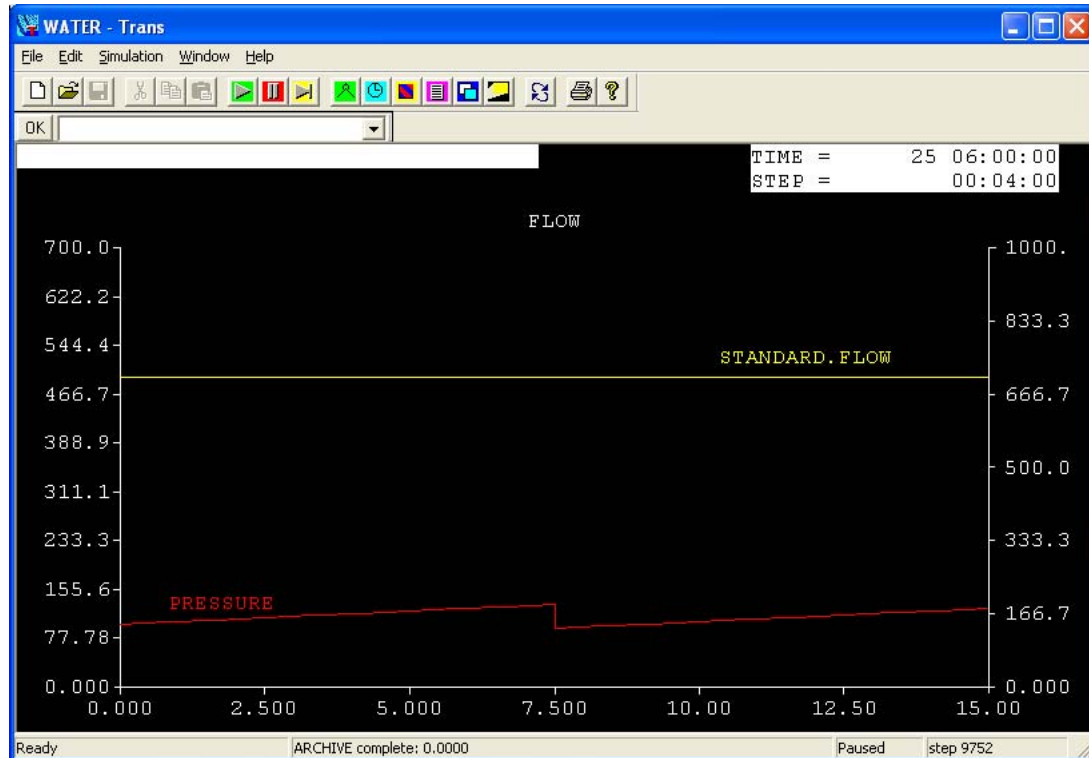 WATER - Trans
File Edit Simulation Window Help
OK
TIME = 25 06:00:00
STEP = 00:04:00
FLOW
700.0 1000.
622.2
833.3
544.4
STANDARD.FLOW
466.7 666.7
388.9
500.0
311.1
233.3 333.3
155.6
PRESSURE
166.7
77.78
0.000 0.000
0.000 2.500 5.000 7.500 10.00 12.50 15.00
Ready ARCHIVE complete: 0.0000 Paused step 9752